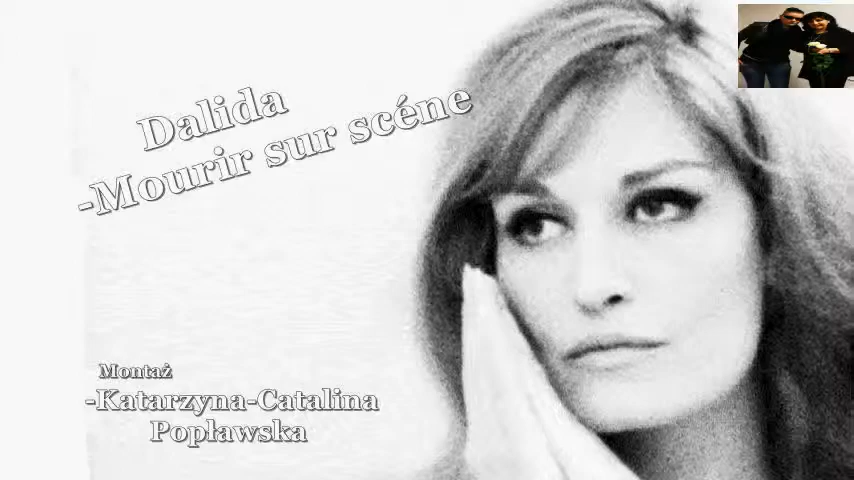 Dalida
-Mourir sur scéne
Montaż
-Katarzyna-Catalina
Popławska